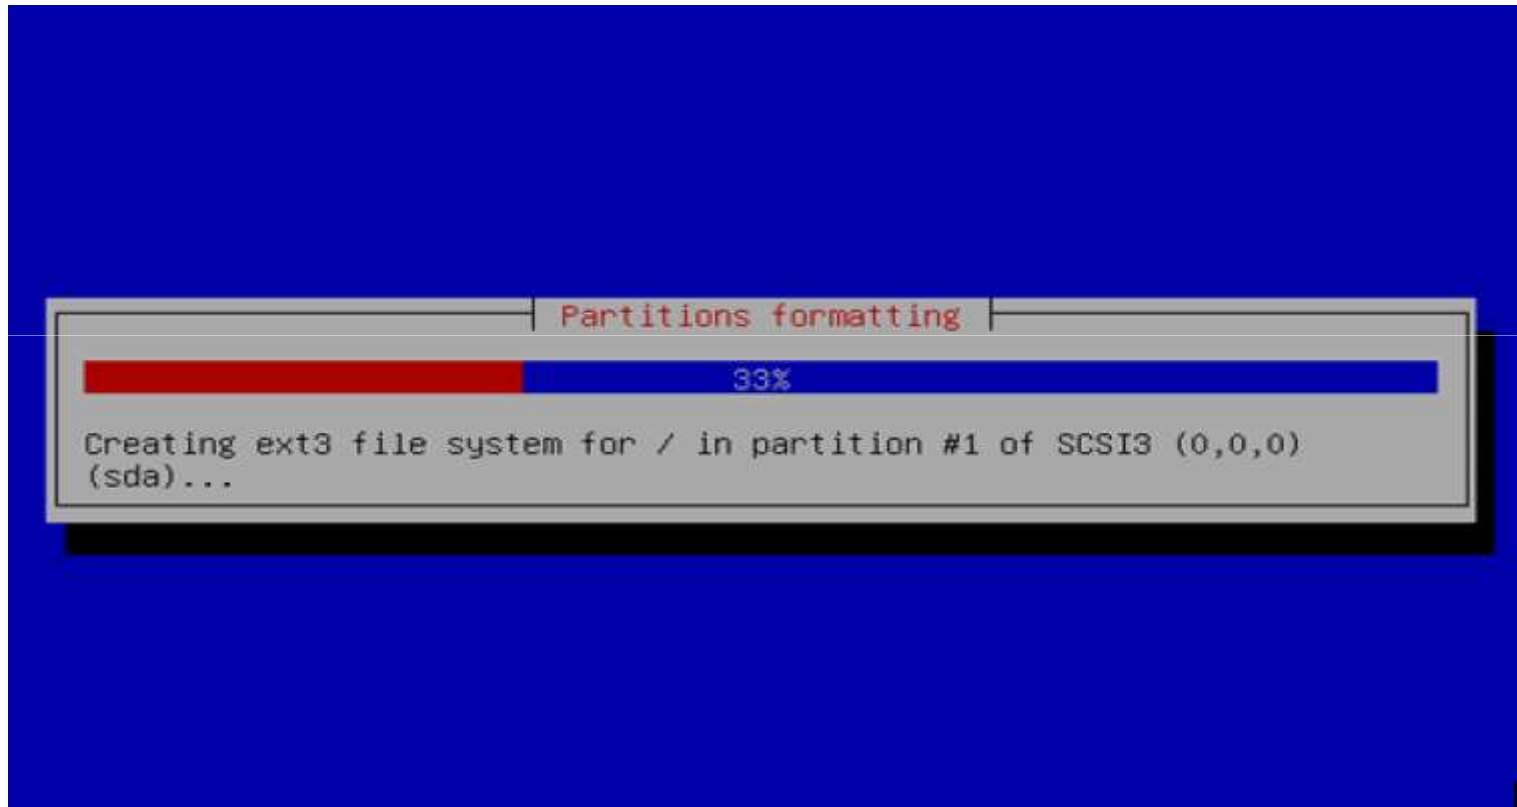 Partitions formatting
33%
Creating ext3 file system for / in partition #1 of SCSI3 (0,0,0)
(sda)...